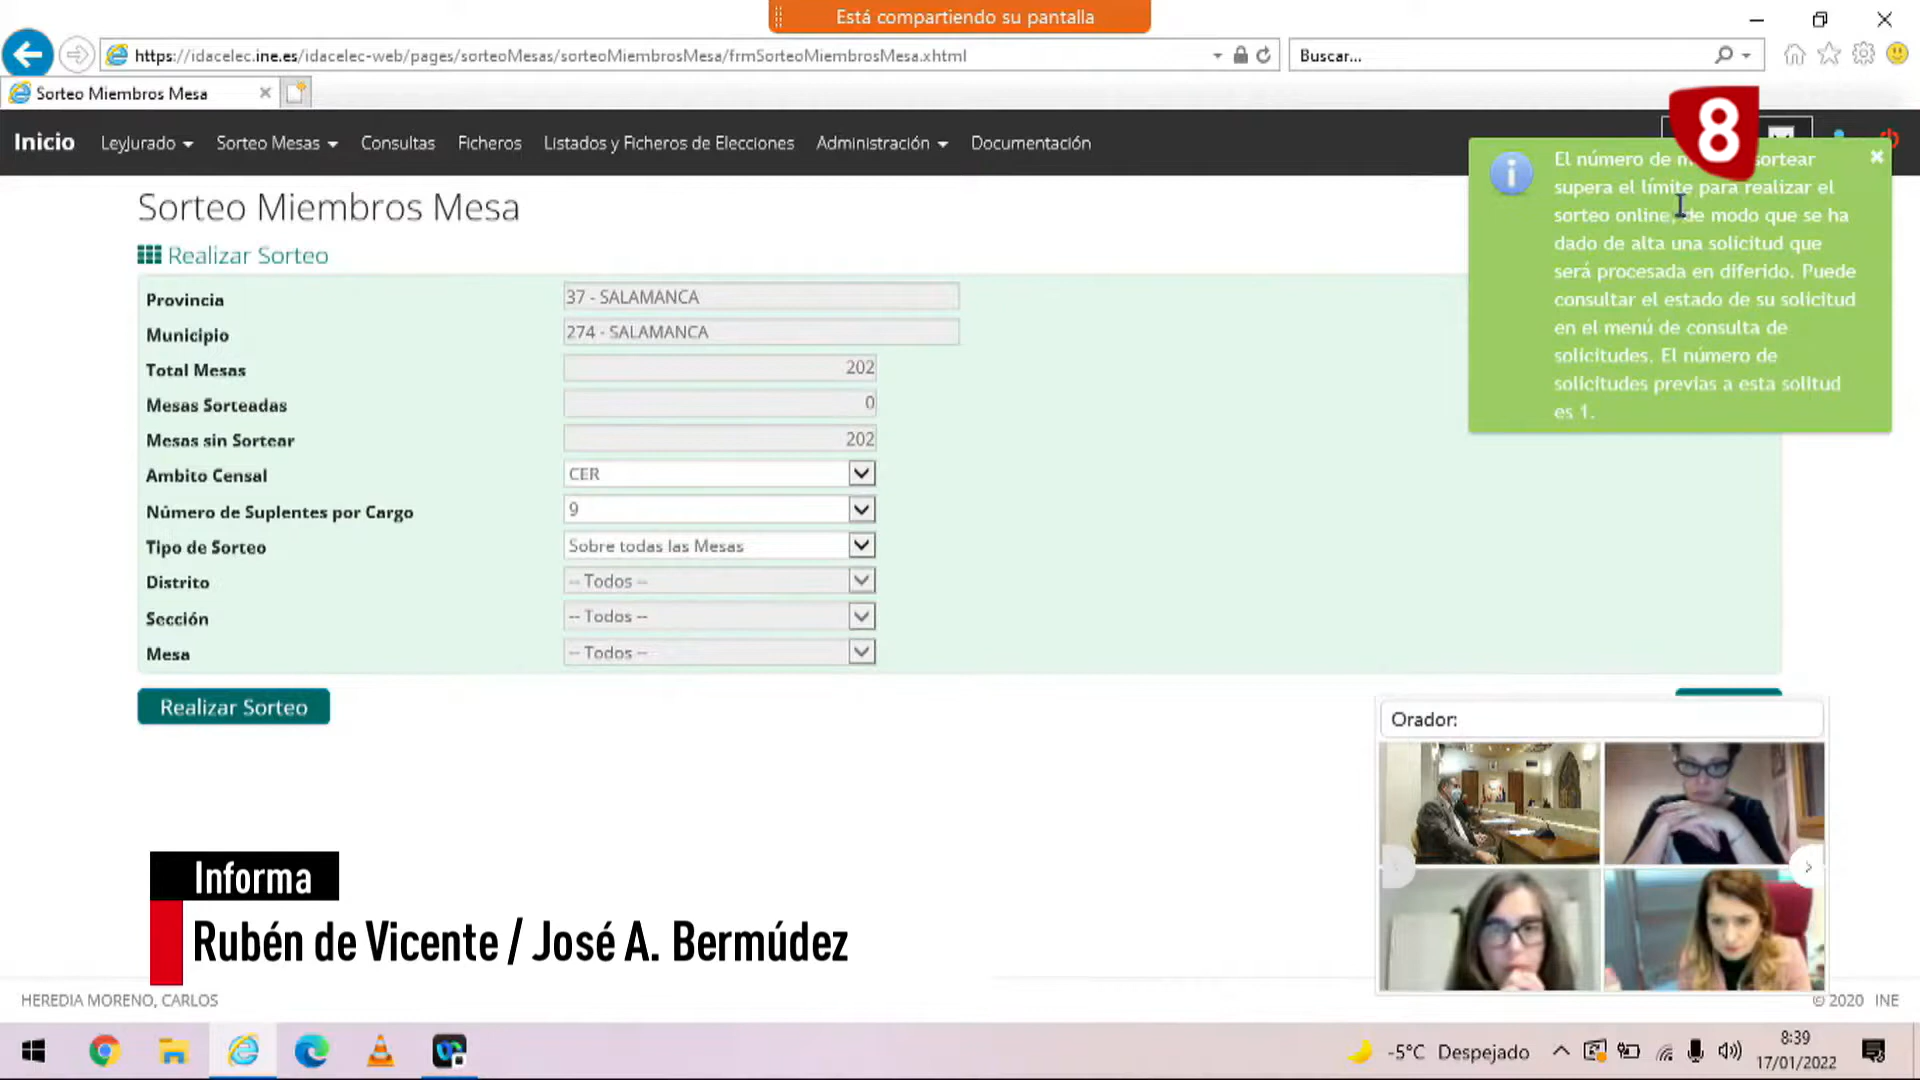 Está compartiendo su pantalla
https://idacelec.ine.es/idacelec-web/pages/sorteoMesas/sorteoMiembrosMesa/frmSorteoMiembrosMesa.xhtml
Buscar...
Sorteo Miembros Mesa
8
Inicio LeyJurado Sorteo Mesas Consultas Ficheros Listados y Ficheros de Elecciones Administración Documentación
El número de sortear
supera el límite para realizar el
sorteo online, de modo que se ha
dado de alta una solicitud que
será procesada en diferido. Puede
consultar el estado de su solicitud
en el menú de consulta de
solicitudes. El número de
solicitudes previas a esta solitud
es 1.
Sorteo Miembros Mesa
Realizar Sorteo
Provincia 37 - SALAMANCA
Municipio 274 - SALAMANCA
Total Mesas 202
Mesas Sorteadas 0
Mesas sin Sortear 202
Ambito Censal CER
Número de Suplentes por Cargo 9
Tipo de Sorteo Sobre todas las Mesas
Distrito -- Todos --
Sección -- Todos --
Mesa -- Todos --
Realizar Sorteo
Orador:
Informa
Rubén de Vicente / José A. Bermúdez
HEREDIA MORENO, CARLOS
© 2020 INE
-5°C Despejado
8:39
17/01/2022